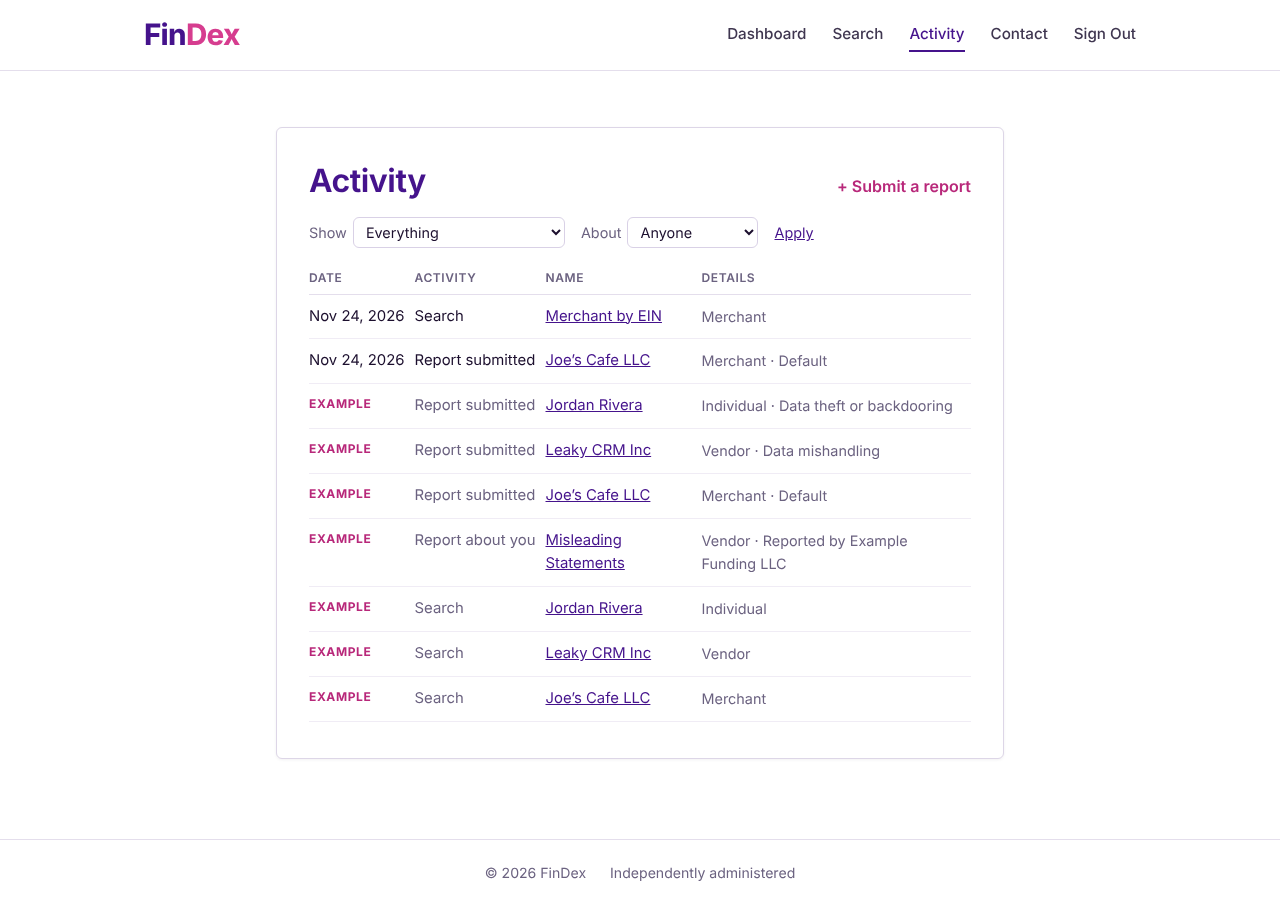 FinDex
Dashboard Search Activity Contact Sign Out
Activity
+ Submit a report
Show Everything About Anyone Apply
DATE ACTIVITY NAME DETAILS
Nov 24, 2026 Search Merchant by EIN Merchant
Nov 24, 2026 Report submitted Joe’s Cafe LLC Merchant · Default
EXAMPLE Report submitted Jordan Rivera Individual · Data theft or backdooring
EXAMPLE Report submitted Leaky CRM Inc Vendor · Data mishandling
EXAMPLE Report submitted Joe’s Cafe LLC Merchant · Default
EXAMPLE Report about you Misleading Vendor · Reported by Example
Statements Funding LLC
EXAMPLE Search Jordan Rivera Individual
EXAMPLE Search Leaky CRM Inc Vendor
EXAMPLE Search Joe’s Cafe LLC Merchant
© 2026 FinDex Independently administered